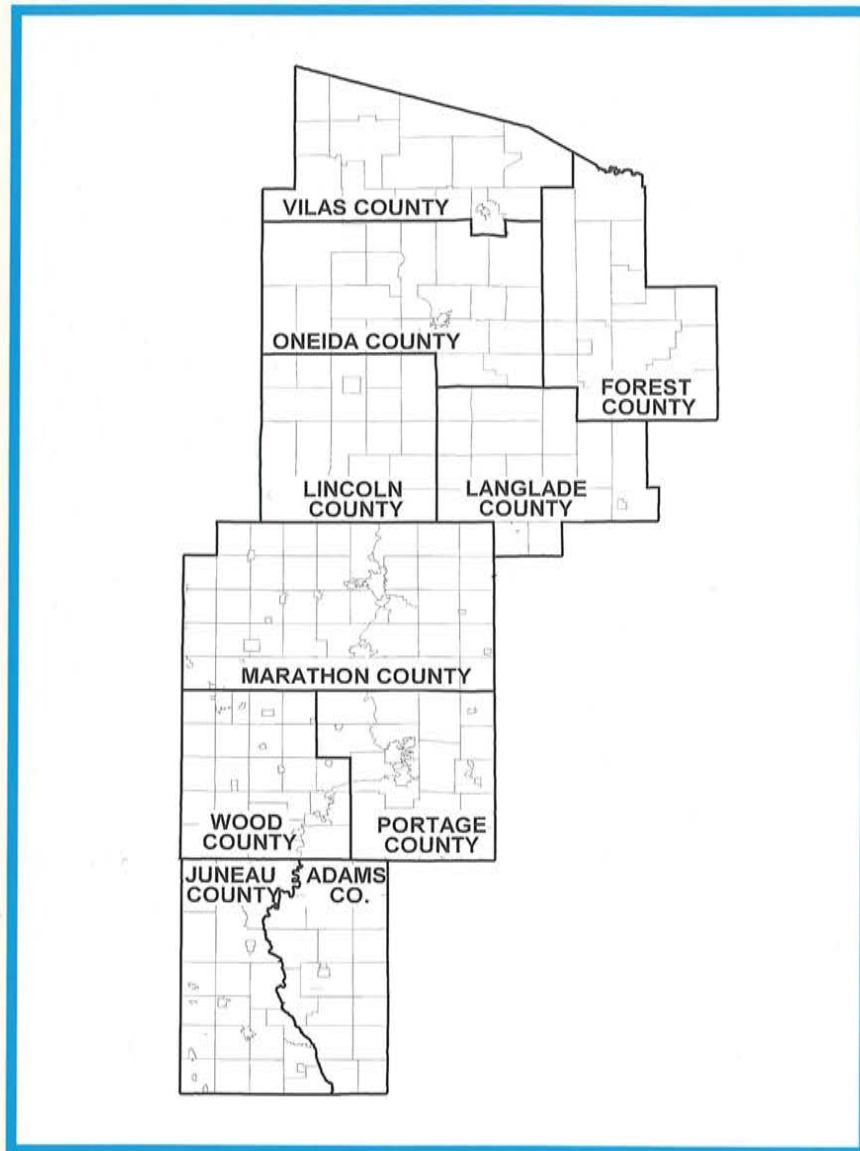 VILAS COUNTY
ONEIDA COUNTY
FOREST
COUNTY
LINCOLN
COUNTY
LANGLADE
COUNTY
MARATHON COUNTY
WOOD
COUNTY
PORTAGE
COUNTY
JUNEAU
COUNTY
ADAMS
CO.